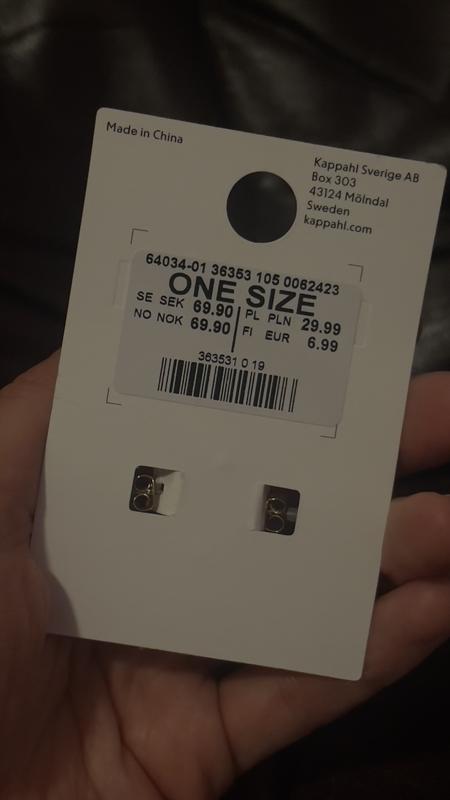 Made in China
Kappahl Sverige AB
Box 303
43124 Mölndal
Sweden
kappahl.com
64034-01 36353 105 0062423
ONE SIZE
SE SEK 69.90 PL PLN 29.99
NO NOK 69.90 FI EUR 6.99
363531 0 19